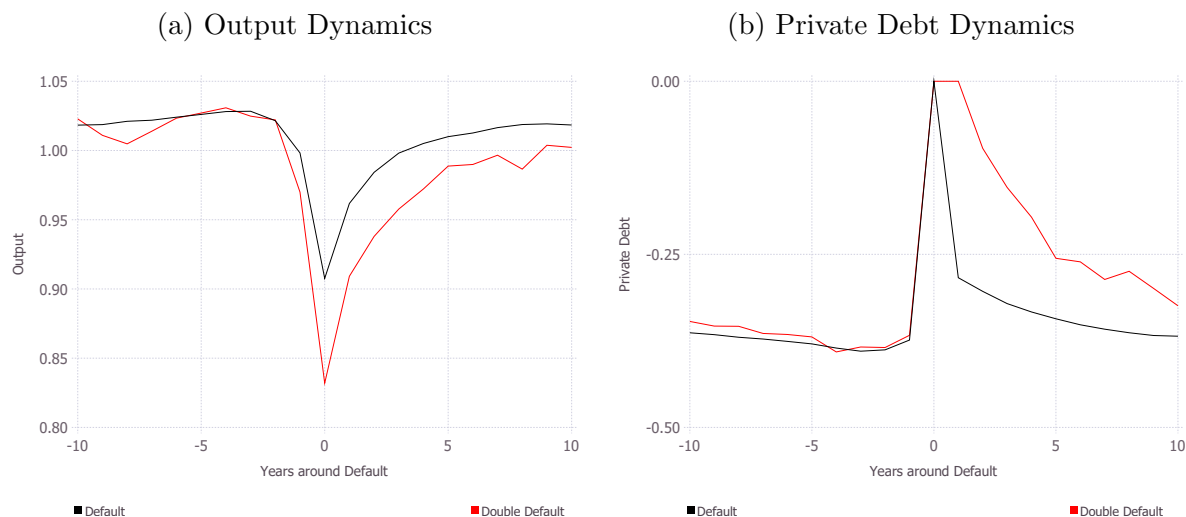 (a) Output Dynamics
1.05
1.00
0.95
0.90
0.85
0.80
Output
-10 -5 0 5 10
Years around Default
Default Double Default
(b) Private Debt Dynamics
0.00
-0.25
-0.50
Private Debt
-10 -5 0 5 10
Years around Default
Default Double Default